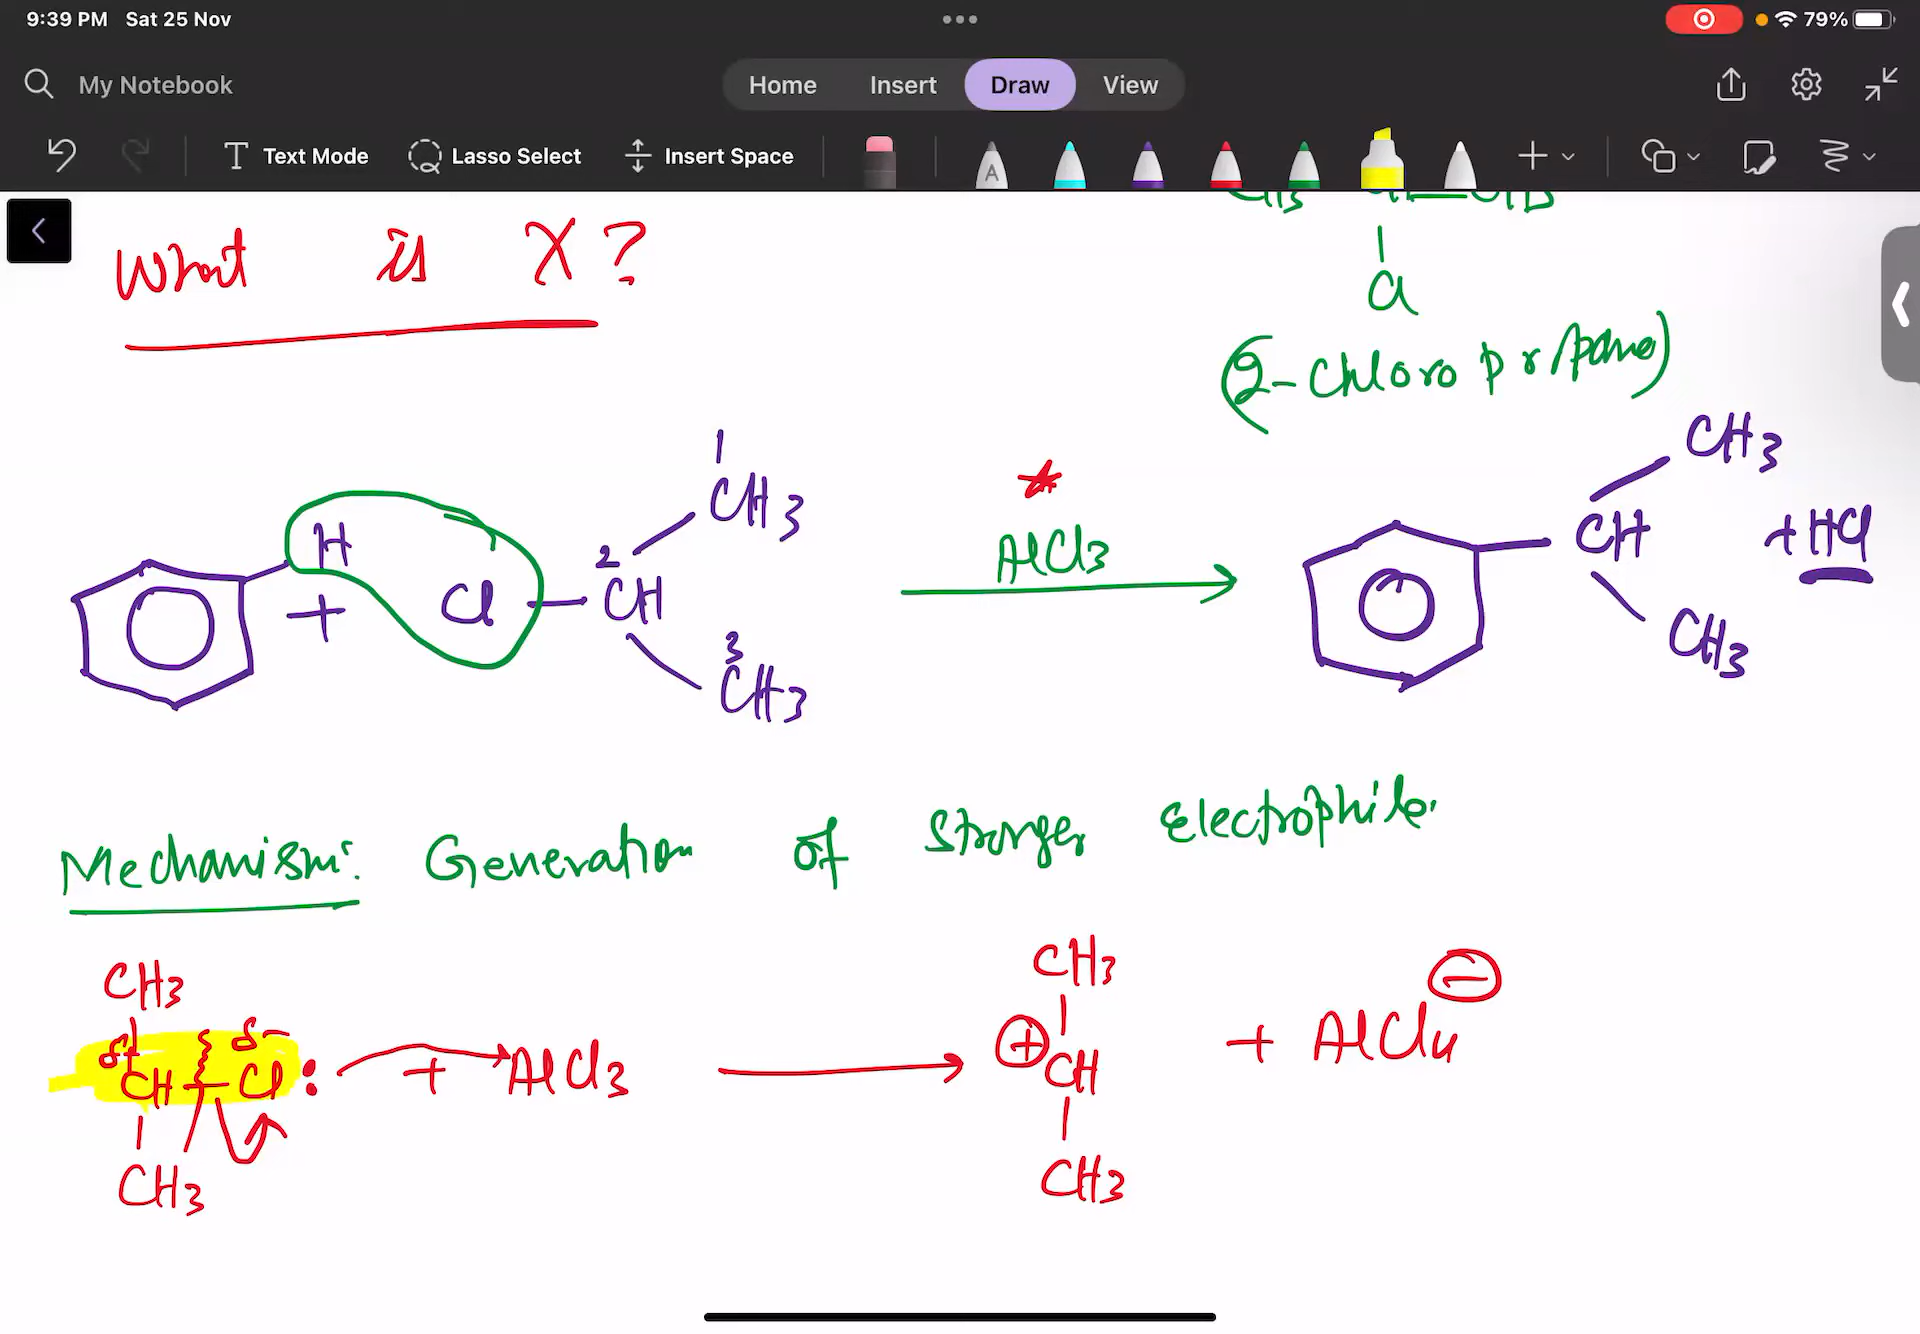 9:39 PM Sat 25 Nov
79%
My Notebook
Home Insert Draw View
Text Mode Lasso Select Insert Space
A
What is X?
Cl
(2-Chloro propane)
1
CH3
H
+ Cl
2
CH
3
CH3
AlCl3
CH3
CH
CH3
+ HCl
Mechanism: Generation of Stronger Electrophile.
CH3
δ+ δ-
CH - Cl: + AlCl3
CH3
CH3
+ CH
CH3
+ AlCl4 -